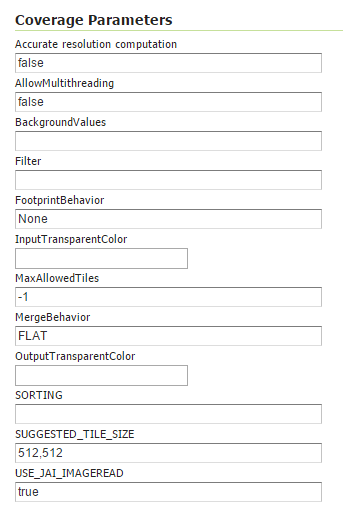 Coverage Parameters
Accurate resolution computation
false
AllowMultithreading
false
BackgroundValues
Filter
FootprintBehavior
None
InputTransparentColor
MaxAllowedTiles
-1
MergeBehavior
FLAT
OutputTransparentColor
SORTING
SUGGESTED_TILE_SIZE
512,512
USE_JAI_IMAGEREAD
true